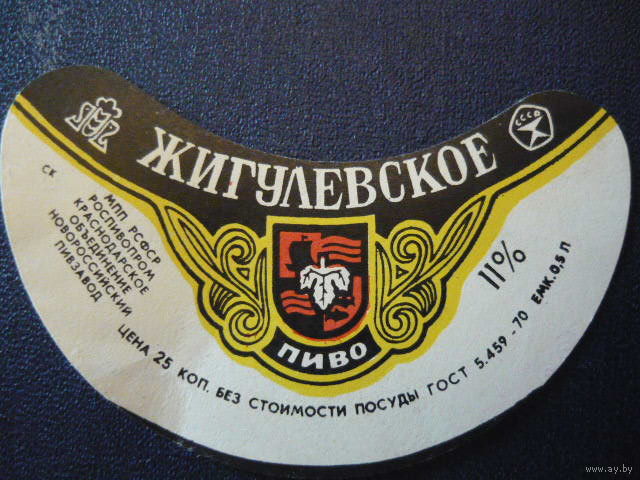 ЖИГУЛЕВСКОЕ
СССР
СК
МПП РСФСР
РОСПИВОПРОМ
КРАСНОДАРСКОЕ
ОБЪЕДИНЕНИЕ
НОВОРОССИЙСКИЙ
ПИВЗАВОД
11%
ПИВО
ЦЕНА 25 КОП. БЕЗ СТОИМОСТИ ПОСУДЫ ГОСТ 5.459-70 ЕМК.0,5 Л
www.ay.by